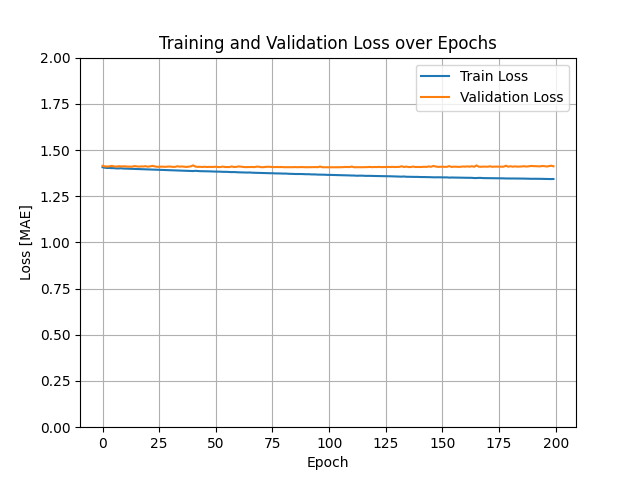 Training and Validation Loss over Epochs
Train Loss
Validation Loss
2.00
1.75
1.50
1.25
1.00
0.75
0.50
0.25
0.00
Loss [MAE]
0 25 50 75 100 125 150 175 200
Epoch